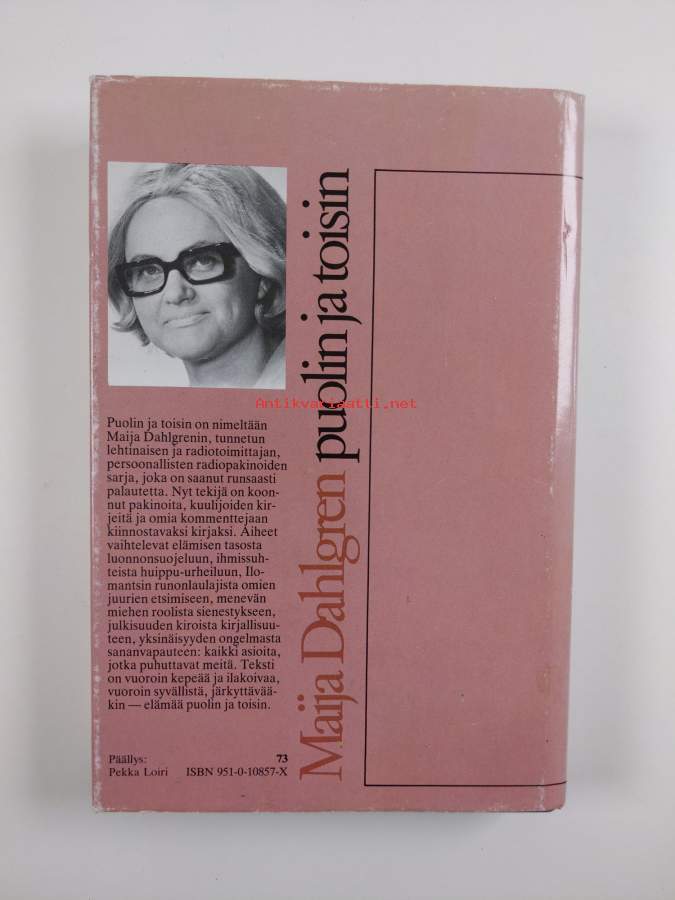 Maija Dahlgren puolin ja toisin
Antikvariaatti.net
Puolin ja toisin on nimeltään
Maija Dahlgrenin, tunnetun
lehtinaisen ja radiotoimittajan,
persoonallisten radiopakinoiden
sarja, joka on saanut runsaasti
palautetta. Nyt tekijä on koon-
nut pakinoita, kuulijoiden kir-
jeitä ja omia kommenttejaan
kiinnostavaksi kirjaksi. Aiheet
vaihtelevat elämisen tasosta
luonnonsuojeluun, ihmissuh-
teista huippu-urheiluun, Ilo-
mantsin runonlaulajista omien
juurien etsimiseen, menevän
miehen roolista sienestykseen,
julkisuuden kiroista kirjallisuu-
teen, yksinäisyyden ongelmasta
sananvapauteen: kaikki asioita,
jotka puhuttavat meitä. Teksti
on vuoroin kepeää ja ilakoivaa,
vuoroin syvällistä, järkyttävää-
kin — elämää puolin ja toisin.
Päällys: 73
Pekka Loiri ISBN 951-0-10857-X